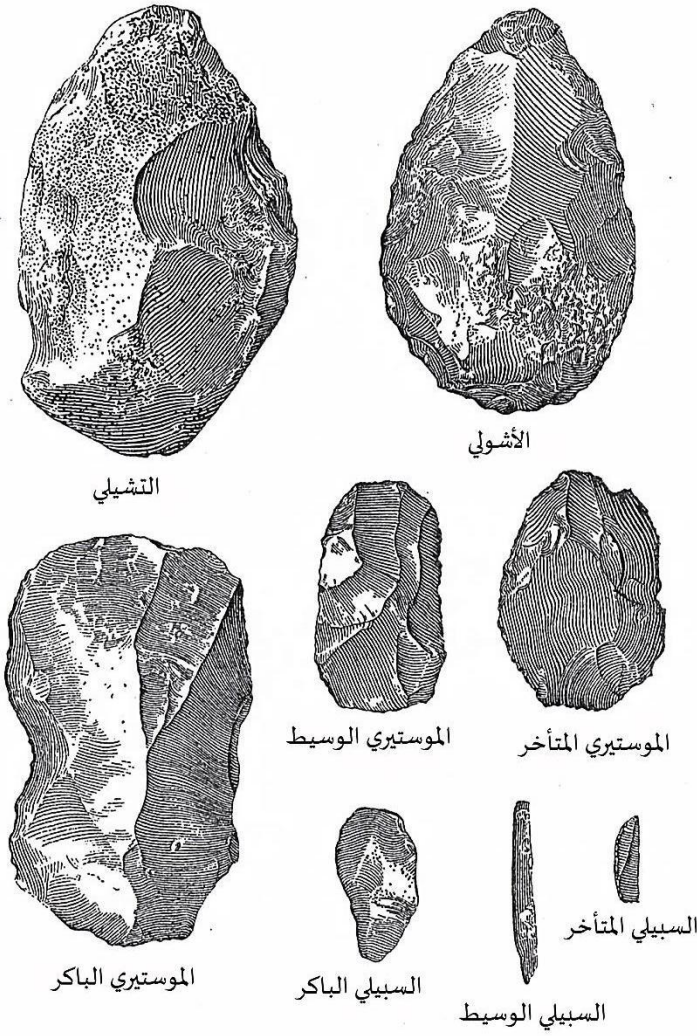 الأشولي
التشيلي
الموستيري المتأخر
الموستيري الوسيط
الموستيري الباكر
السبيلي المتأخر
السبيلي الوسيط
السبيلي الباكر